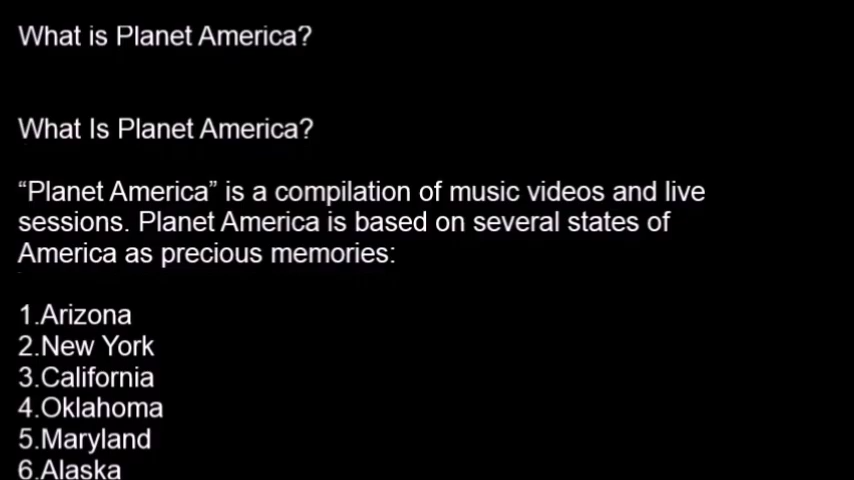 What is Planet America?
What Is Planet America?
“Planet America” is a compilation of music videos and live
sessions. Planet America is based on several states of
America as precious memories:
1.Arizona
2.New York
3.California
4.Oklahoma
5.Maryland
6.Alaska